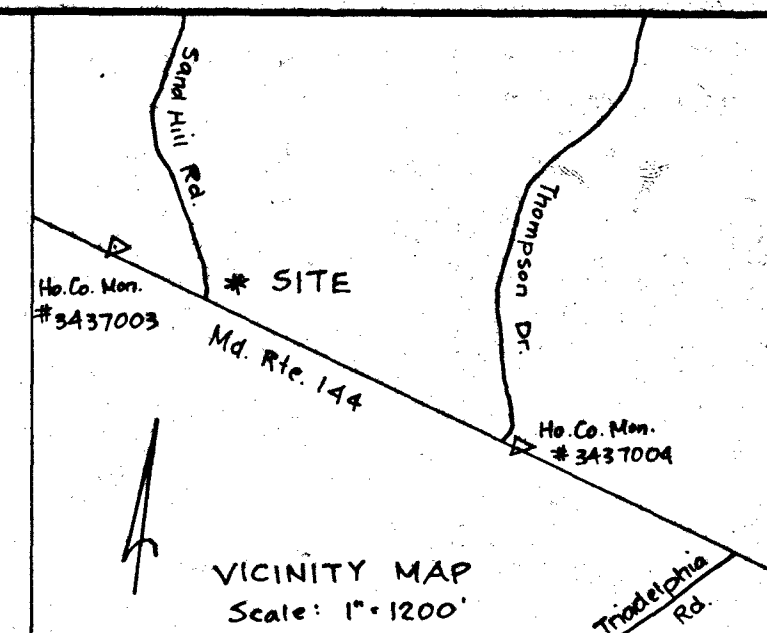 Sand Hill Rd.
Thompson Dr.
* SITE
Ho.Co. Mon.
#3437003
Md. Rte. 144
Ho.Co. Mon.
#3437004
VICINITY MAP
Scale: 1" = 1200'
Triadelphia
Rd.